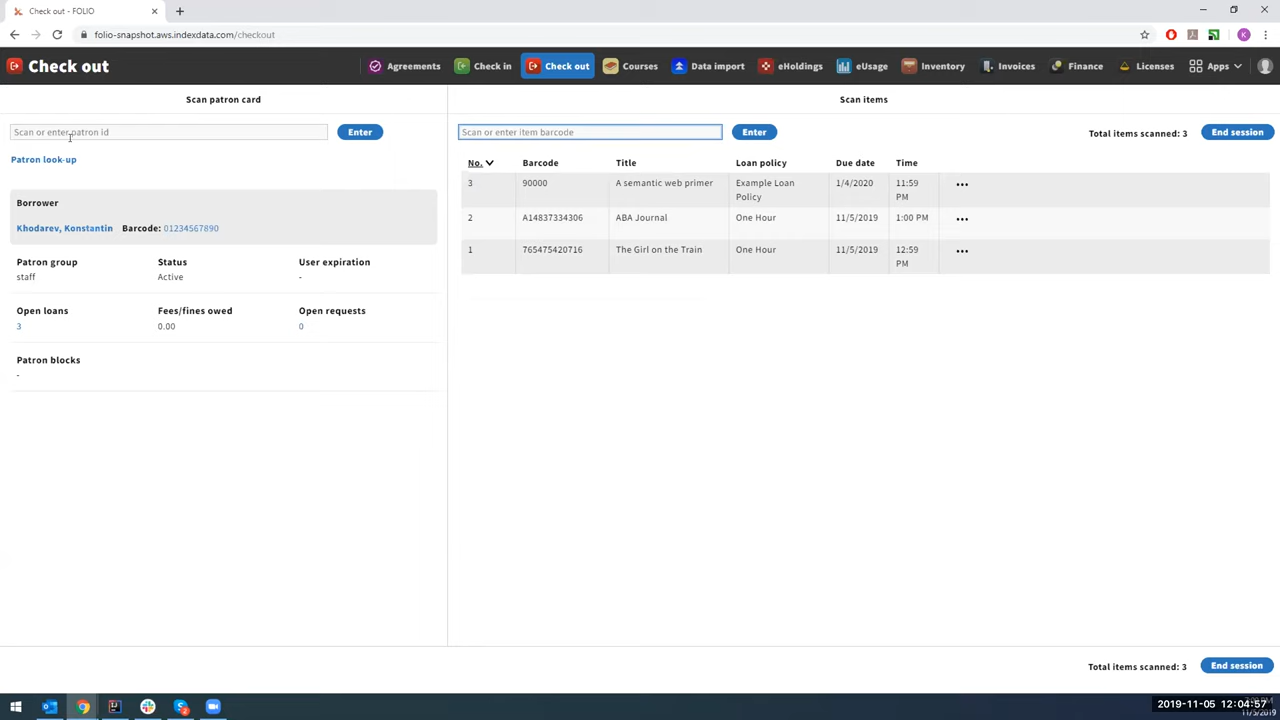 Check out - FOLIO
folio-snapshot.aws.indexdata.com/checkout
K
Check out
Agreements
Check in
Check out
Courses
Data import
eHoldings
eUsage
Inventory
Invoices
Finance
Licenses
Apps
Scan patron card
Scan or enter patron id
Enter
Patron look-up
Borrower
Khodarev, Konstantin Barcode: 01234567890
Patron group Status User expiration
staff Active -
Open loans Fees/fines owed Open requests
3 0.00 0
Patron blocks
-
Scan items
Scan or enter item barcode
Enter
Total items scanned: 3
End session
No. Barcode Title Loan policy Due date Time
3 90000 A semantic web primer Example Loan Policy 1/4/2020 11:59 PM •••
2 A14837334306 ABA Journal One Hour 11/5/2019 1:00 PM •••
1 765475420716 The Girl on the Train One Hour 11/5/2019 12:59 PM •••
Total items scanned: 3
End session
2019-11-05 12:04:57